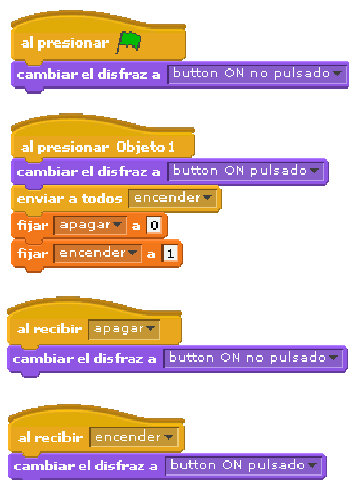 al presionar
cambiar el disfraz a button ON no pulsado
al presionar Objeto1
cambiar el disfraz a button ON pulsado
enviar a todos encender
fijar apagar a 0
fijar encender a 1
al recibir apagar
cambiar el disfraz a button ON no pulsado
al recibir encender
cambiar el disfraz a button ON pulsado